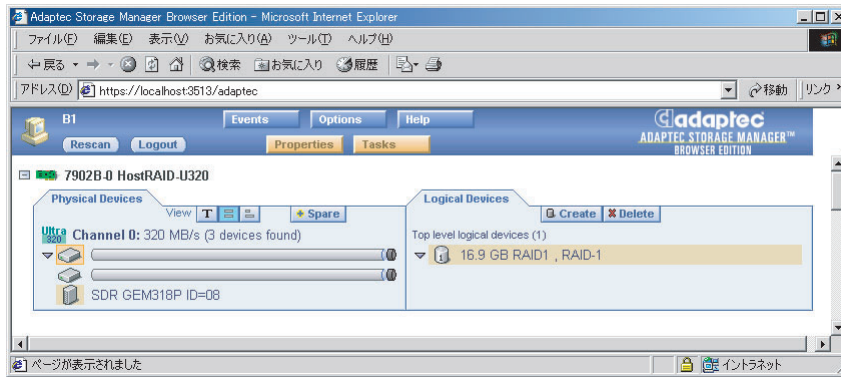 Adaptec Storage Manager Browser Edition - Microsoft Internet Explorer
ファイル(F) 編集(E) 表示(V) お気に入り(A) ツール(T) ヘルプ(H)
戻る 検索 お気に入り 履歴
アドレス(D) https://localhost:3513/adaptec 移動 リンク »
B1 Events Options Help adaptec
ADAPTEC STORAGE MANAGER™
BROWSER EDITION
Rescan Logout Properties Tasks
7902B-0 HostRAID-U320
Physical Devices
View T + Spare
Ultra 320 Channel 0: 320 MB/s (3 devices found)
SDR GEM318P ID=08
Logical Devices
Create Delete
Top level logical devices (1)
16.9 GB RAID1 , RAID-1
ページが表示されました イントラネット